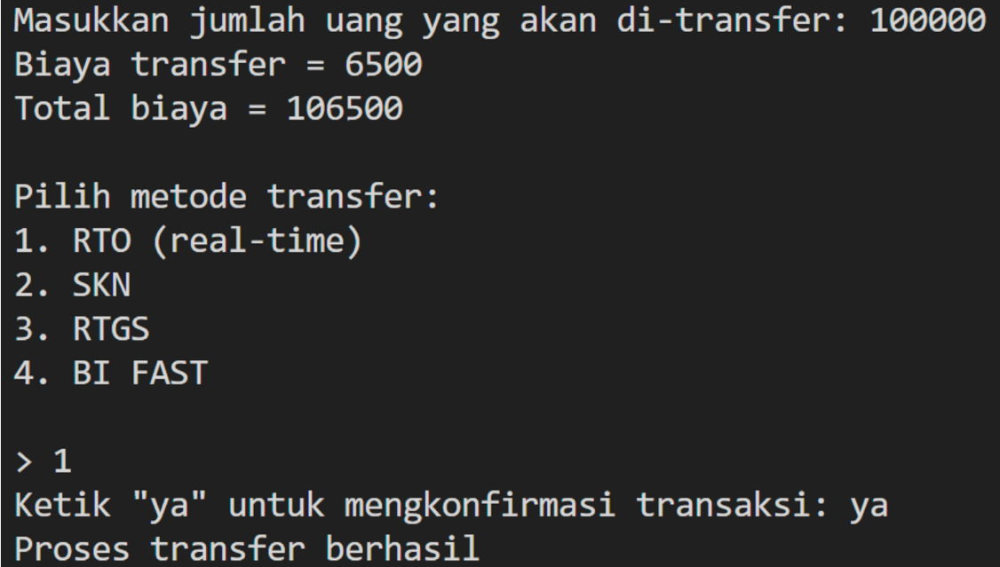 Masukkan jumlah uang yang akan di-transfer: 100000
Biaya transfer = 6500
Total biaya = 106500
Pilih metode transfer:
1. RTO (real-time)
2. SKN
3. RTGS
4. BI FAST
> 1
Ketik "ya" untuk mengkonfirmasi transaksi: ya
Proses transfer berhasil